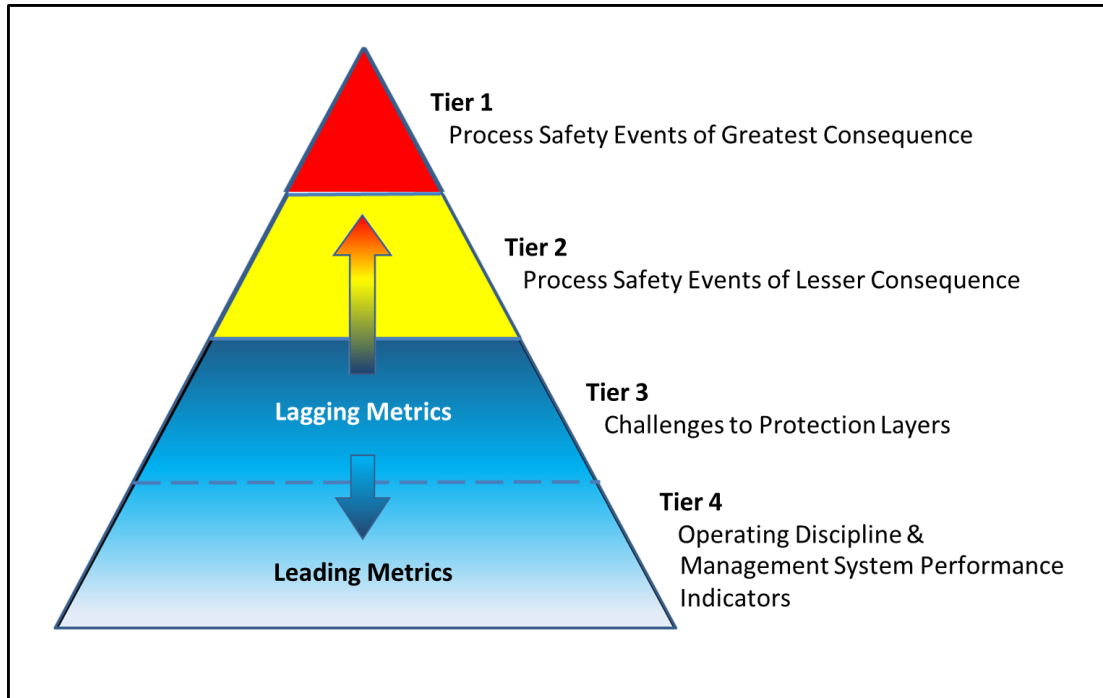 Tier 1
Process Safety Events of Greatest Consequence
Tier 2
Process Safety Events of Lesser Consequence
Lagging Metrics
Tier 3
Challenges to Protection Layers
Tier 4
Operating Discipline &
Management System Performance
Indicators
Leading Metrics